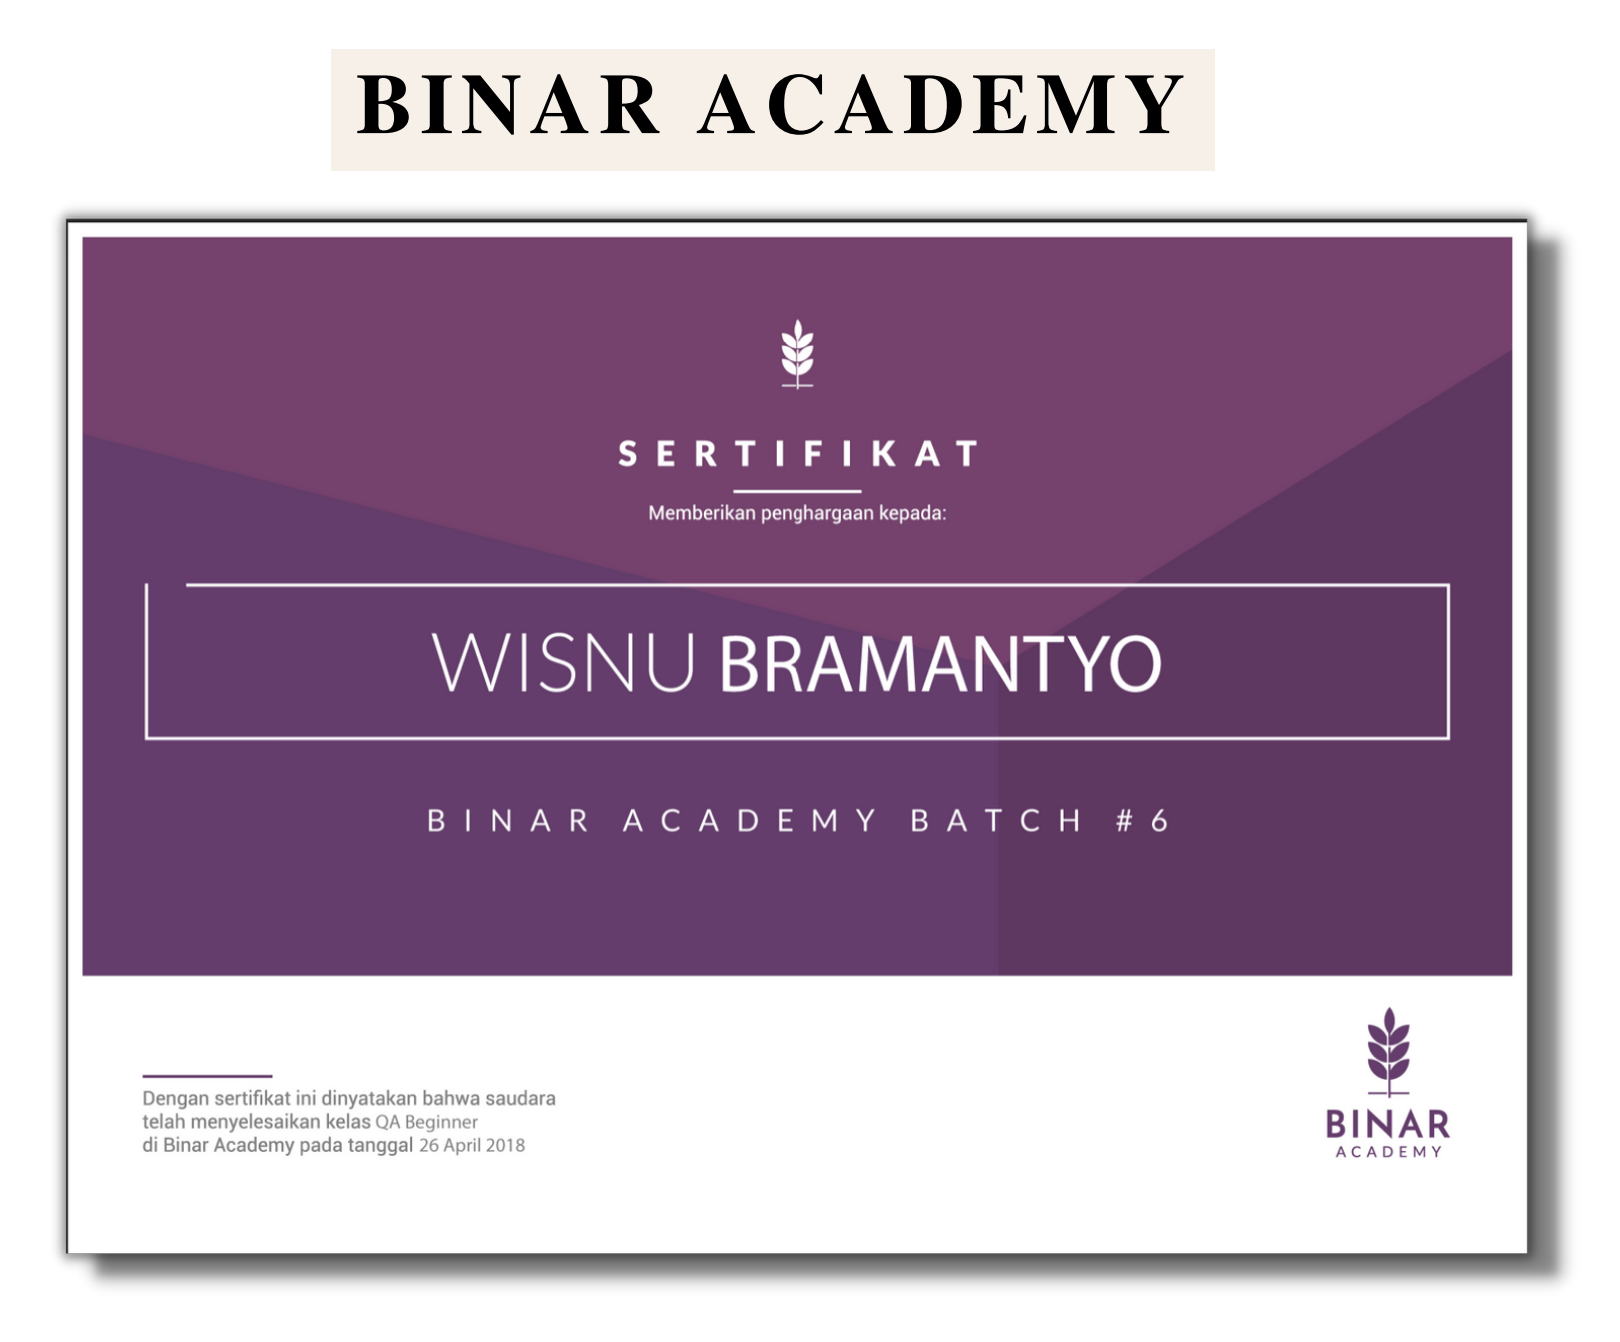 BINAR ACADEMY
SERTIFIKAT
Memberikan penghargaan kepada:
WISNU BRAMANTYO
BINAR ACADEMY BATCH #6
Dengan sertifikat ini dinyatakan bahwa saudara
telah menyelesaikan kelas QA Beginner
di Binar Academy pada tanggal 26 April 2018
BINAR
ACADEMY